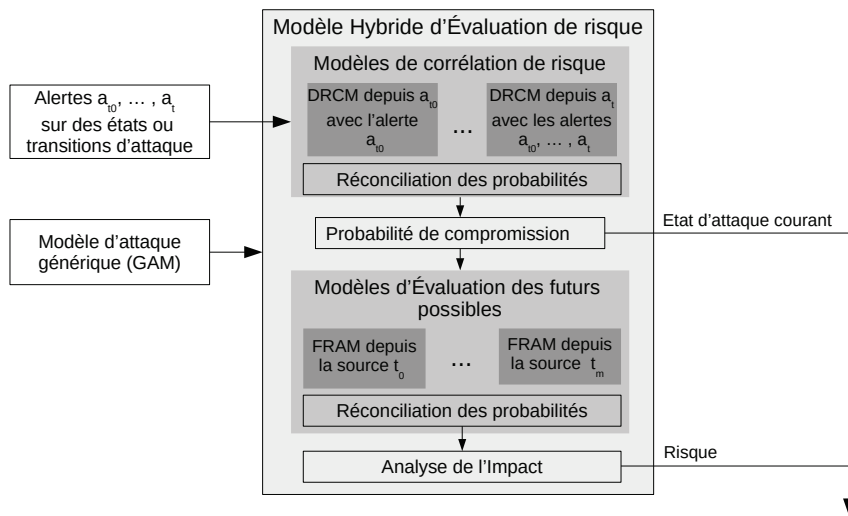 Modèle Hybride d'Évaluation de risque
Modèles de corrélation de risque
Alertes a_t0, … , a_t
sur des états ou
transitions d'attaque
DRCM depuis a_t0
avec l'alerte
a_t0
...
DRCM depuis a_t
avec les alertes
a_t0, … , a_t
Réconciliation des probabilités
Modèle d'attaque
générique (GAM)
Probabilité de compromission
Etat d'attaque courant
Modèles d'Évaluation des futurs
possibles
FRAM depuis
la source t_0
...
FRAM depuis
la source t_m
Réconciliation des probabilités
Analyse de l'Impact
Risque